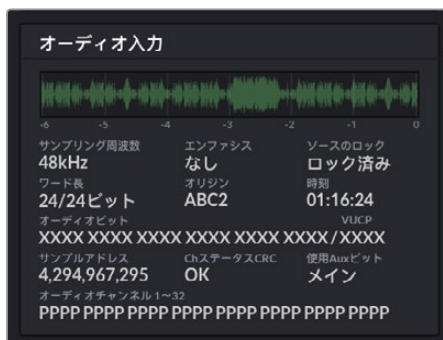 オーディオ入力
-6 -5 -4 -3 -2 -1 0
サンプリング周波数 エンファシス ソースのロック
48kHz なし ロック済み
ワード長 オリジン 時刻
24/24ビット ABC2 01:16:24
オーディオビット VUCP
XXXX XXXX XXXX XXXX XXXX XXXX/XXXX
サンプルアドレス ChステータスCRC 使用Auxビット
4,294,967,295 OK メイン
オーディオチャンネル 1〜32
PPPP PPPP PPPP PPPP PPPP PPPP PPPP PPPP